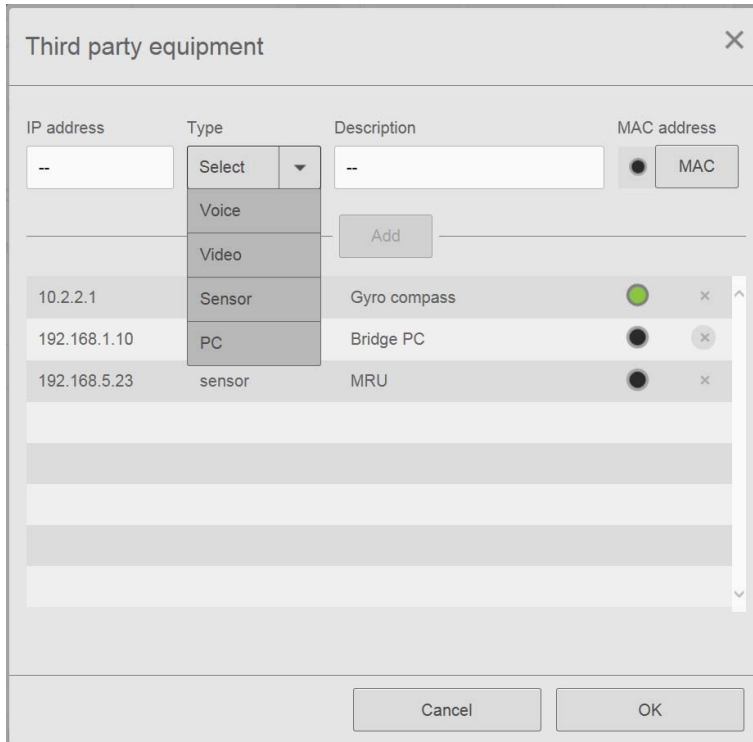 Third party equipment
IP address Type Description MAC address
-- Select -- MAC
Voice
Add
Video
10.2.2.1 Sensor Gyro compass
192.168.1.10 PC Bridge PC
192.168.5.23 sensor MRU
Cancel OK